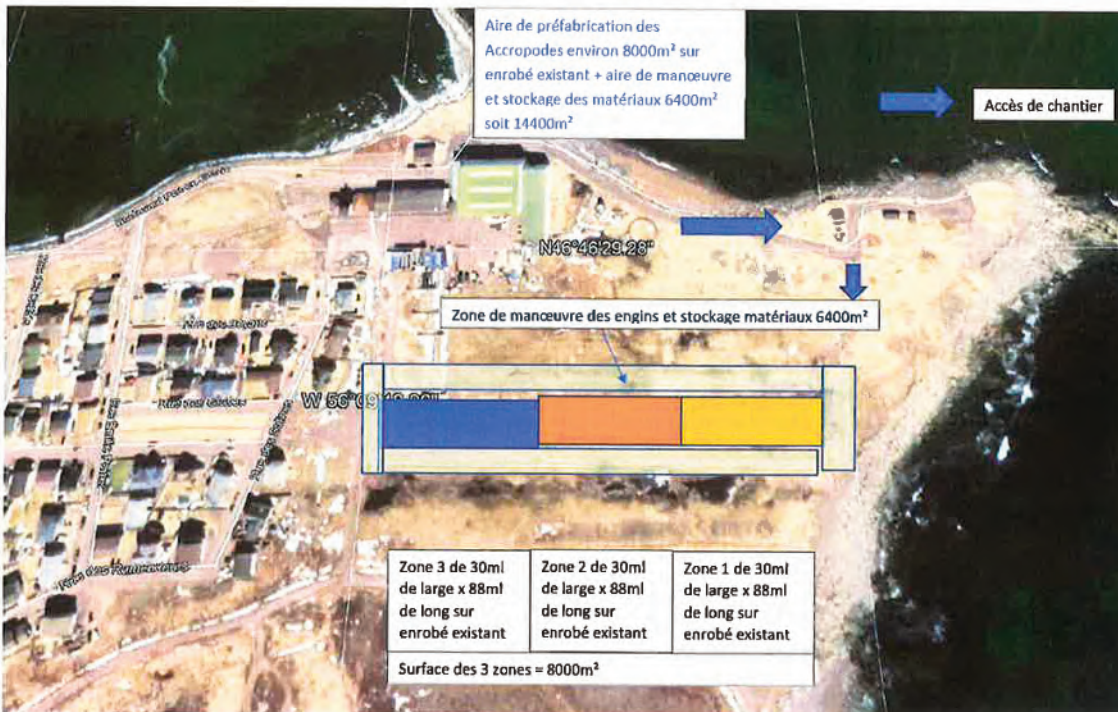 Aire de préfabrication des
Accropodes environ 8000m² sur
enrobé existant + aire de manœuvre
et stockage des matériaux 6400m²
soit 14400m²
Accès de chantier
N46°46'29.28"
Zone de manœuvre des engins et stockage matériaux 6400m²
Zone 3 de 30ml
de large x 88ml
de long sur
enrobé existant
Zone 2 de 30ml
de large x 88ml
de long sur
enrobé existant
Zone 1 de 30ml
de large x 88ml
de long sur
enrobé existant
Surface des 3 zones = 8000m²